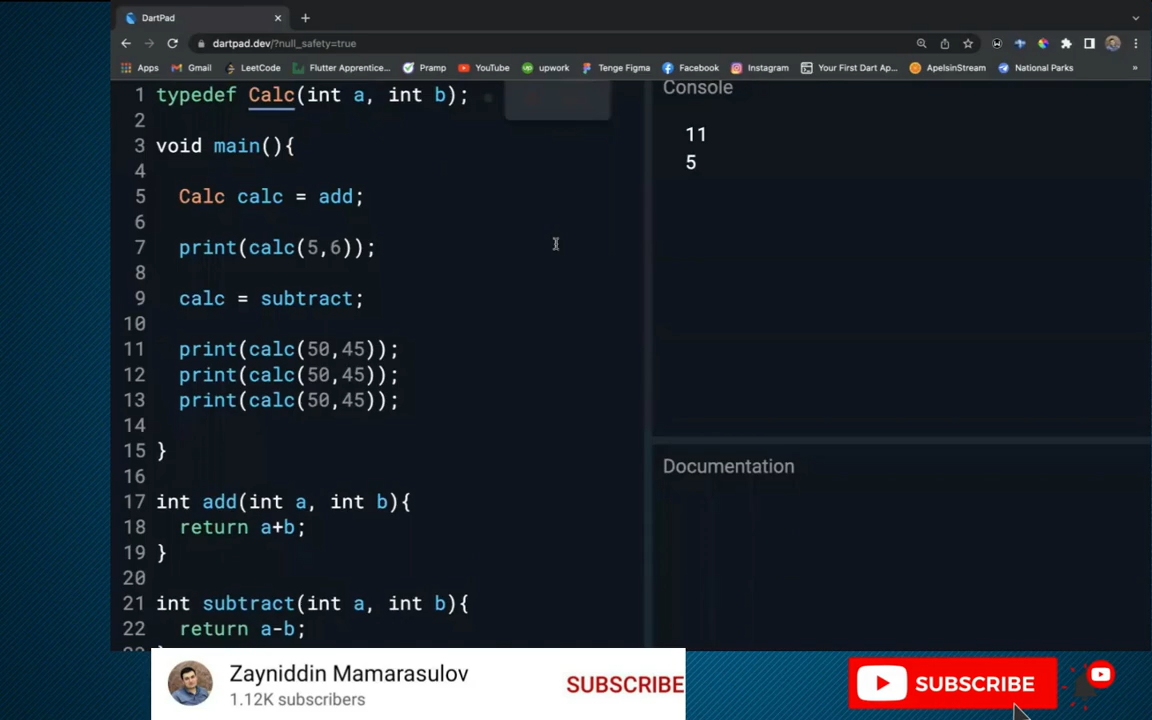 DartPad
dartpad.dev/?null_safety=true
Apps Gmail LeetCode Flutter Apprentice... Pramp YouTube upwork Tenge Figma Facebook Instagram Your First Dart Ap... ApelsinStream National Parks »
1 typedef Calc(int a, int b);
2
3 void main(){
4
5 Calc calc = add;
6
7 print(calc(5,6));
8
9 calc = subtract;
10
11 print(calc(50,45));
12 print(calc(50,45));
13 print(calc(50,45));
14
15 }
16
17 int add(int a, int b){
18 return a+b;
19 }
20
21 int subtract(int a, int b){
22 return a-b;
Console
11
5
Documentation
Zayniddin Mamarasulov
1.12K subscribers
SUBSCRIBE
SUBSCRIBE